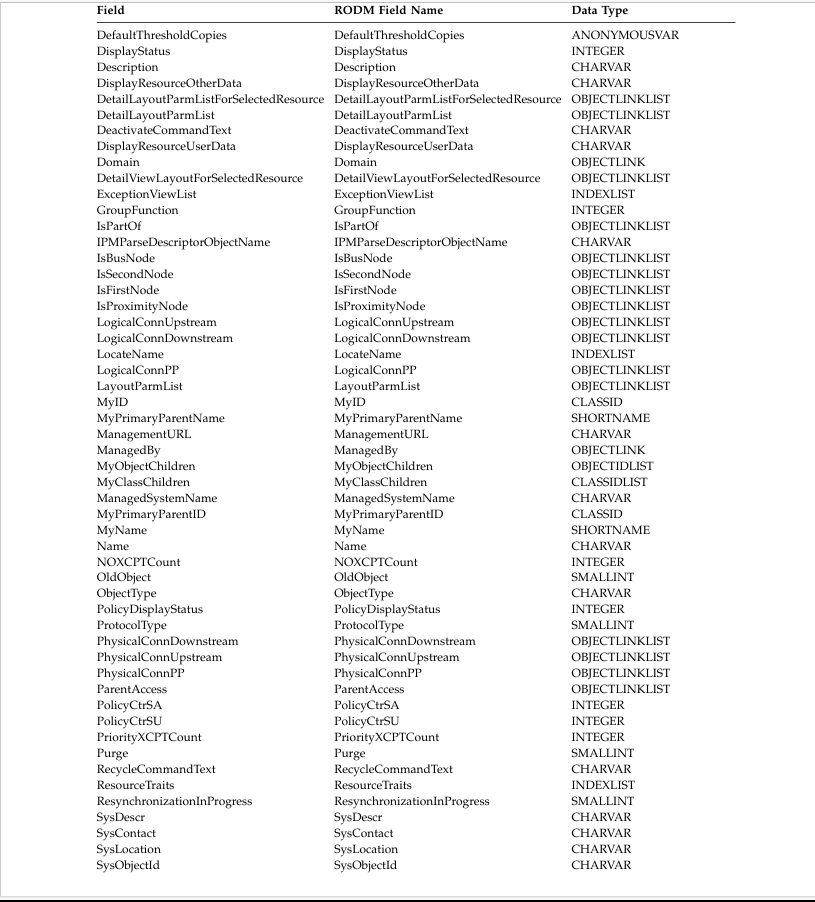 Field RODM Field Name Data Type
DefaultThresholdCopies DefaultThresholdCopies ANONYMOUSVAR
DisplayStatus DisplayStatus INTEGER
Description Description CHARVAR
DisplayResourceOtherData DisplayResourceOtherData CHARVAR
DetailLayoutParmListForSelectedResource DetailLayoutParmListForSelectedResource OBJECTLINKLIST
DetailLayoutParmList DetailLayoutParmList OBJECTLINKLIST
DeactivateCommandText DeactivateCommandText CHARVAR
DisplayResourceUserData DisplayResourceUserData CHARVAR
Domain Domain OBJECTLINK
DetailViewLayoutForSelectedResource DetailViewLayoutForSelectedResource OBJECTLINKLIST
ExceptionViewList ExceptionViewList INDEXLIST
GroupFunction GroupFunction INTEGER
IsPartOf IsPartOf OBJECTLINKLIST
IPMParseDescriptorObjectName IPMParseDescriptorObjectName CHARVAR
IsBusNode IsBusNode OBJECTLINKLIST
IsSecondNode IsSecondNode OBJECTLINKLIST
IsFirstNode IsFirstNode OBJECTLINKLIST
IsProximityNode IsProximityNode OBJECTLINKLIST
LogicalConnUpstream LogicalConnUpstream OBJECTLINKLIST
LogicalConnDownstream LogicalConnDownstream OBJECTLINKLIST
LocateName LocateName INDEXLIST
LogicalConnPP LogicalConnPP OBJECTLINKLIST
LayoutParmList LayoutParmList OBJECTLINKLIST
MyID MyID CLASSID
MyPrimaryParentName MyPrimaryParentName SHORTNAME
ManagementURL ManagementURL CHARVAR
ManagedBy ManagedBy OBJECTLINK
MyObjectChildren MyObjectChildren OBJECTIDLIST
MyClassChildren MyClassChildren CLASSIDLIST
ManagedSystemName ManagedSystemName CHARVAR
MyPrimaryParentID MyPrimaryParentID CLASSID
MyName MyName SHORTNAME
Name Name CHARVAR
NOXCPTCount NOXCPTCount INTEGER
OldObject OldObject SMALLINT
ObjectType ObjectType CHARVAR
PolicyDisplayStatus PolicyDisplayStatus INTEGER
ProtocolType ProtocolType SMALLINT
PhysicalConnDownstream PhysicalConnDownstream OBJECTLINKLIST
PhysicalConnUpstream PhysicalConnUpstream OBJECTLINKLIST
PhysicalConnPP PhysicalConnPP OBJECTLINKLIST
ParentAccess ParentAccess OBJECTLINKLIST
PolicyCtrSA PolicyCtrSA INTEGER
PolicyCtrSU PolicyCtrSU INTEGER
PriorityXCPTCount PriorityXCPTCount INTEGER
Purge Purge SMALLINT
RecycleCommandText RecycleCommandText CHARVAR
ResourceTraits ResourceTraits INDEXLIST
ResynchronizationInProgress ResynchronizationInProgress SMALLINT
SysDescr SysDescr CHARVAR
SysContact SysContact CHARVAR
SysLocation SysLocation CHARVAR
SysObjectId SysObjectId CHARVAR